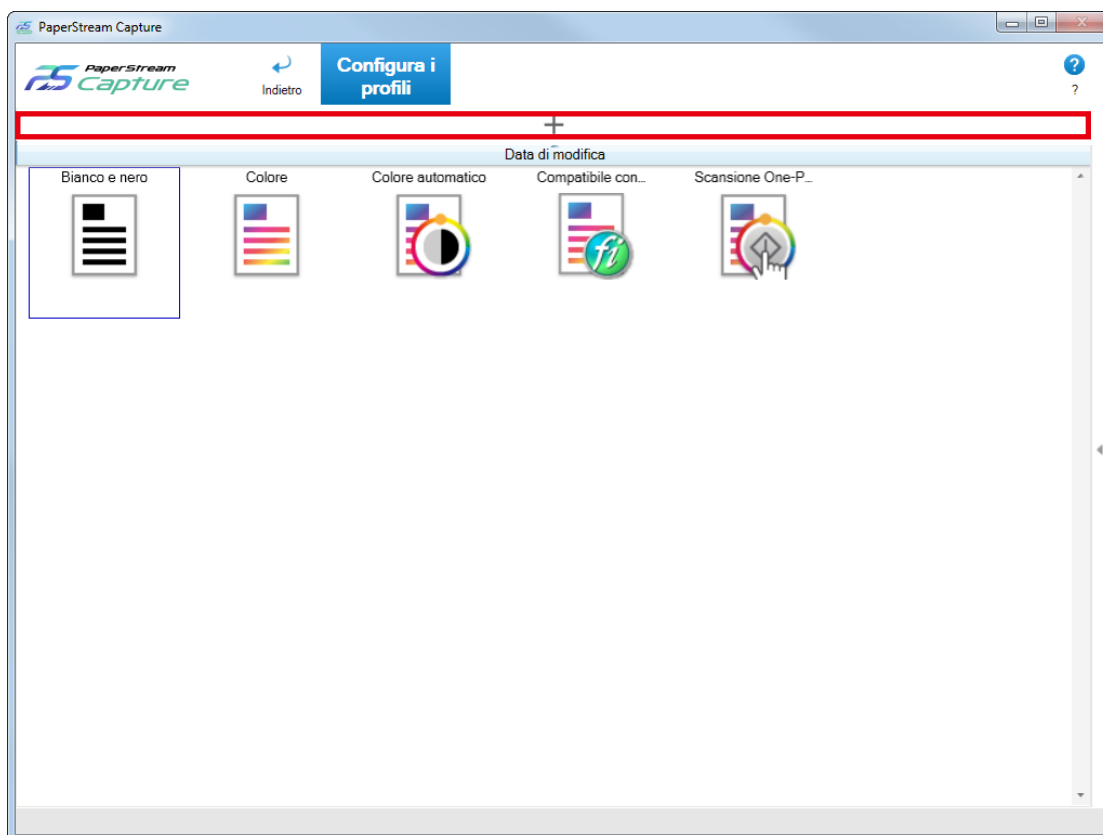 PaperStream Capture
PaperStream
Capture
Indietro
Configura i
profili
?
?
+
Data di modifica
Bianco e nero
Colore
Colore automatico
Compatibile con...
Scansione One-P...
fi